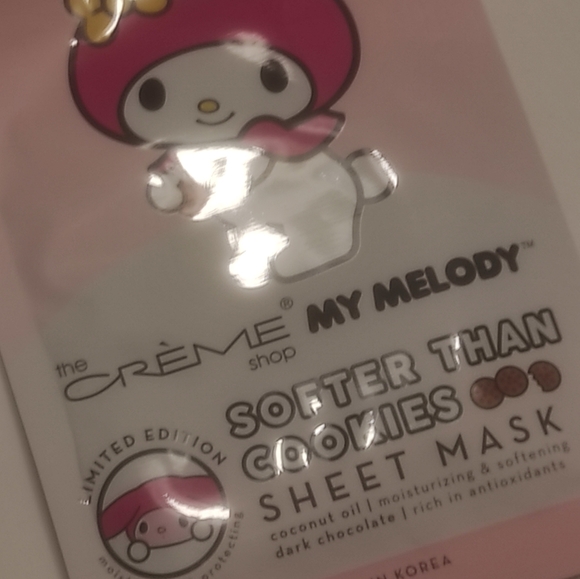 the CRÈME® shop
MY MELODY™
SOFTER THAN
COOKIES
SHEET MASK
coconut oil | moisturizing & softening
dark chocolate | rich in antioxidants
LIMITED EDITION
KOREA